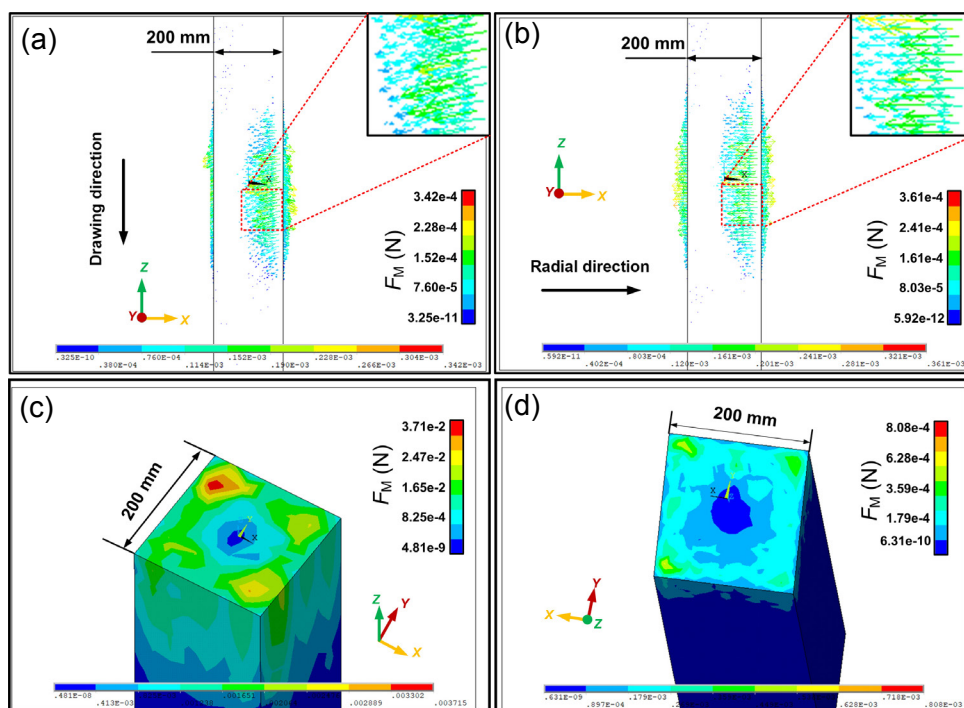 (a)
200 mm
Drawing direction
Z
Y
X
X
F_M (N)
3.42e-4
2.28e-4
1.52e-4
7.60e-5
3.25e-11
.325E-10 .760E-04 .152E-03 .228E-03 .304E-03
.380E-04 .114E-03 .190E-03 .266E-03 .342E-03
(b)
200 mm
Z
Y
X
X
Radial direction
F_M (N)
3.61e-4
2.41e-4
1.61e-4
8.03e-5
5.92e-12
.592E-11 .803E-04 .161E-03 .241E-03 .321E-03
.402E-04 .120E-03 .201E-03 .281E-03 .361E-03
(c)
200 mm
F_M (N)
3.71e-2
2.47e-2
1.65e-2
8.25e-4
4.81e-9
X
Z
Y
X
.481E-08 .001651 .003302
.413E-03 .002889 .003715
(d)
200 mm
F_M (N)
8.08e-4
6.28e-4
3.59e-4
1.79e-4
6.31e-10
X
Y
X
Z
.631E-09 .179E-03 .718E-03
.897E-04 .628E-03 .808E-03